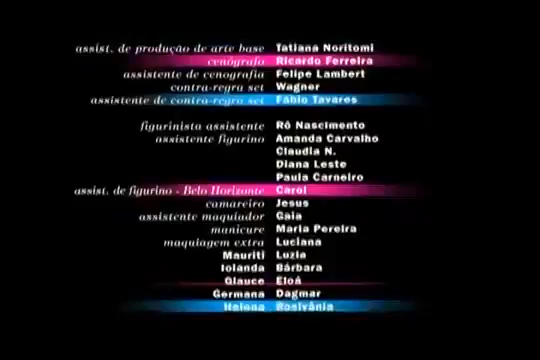 assist. de produção de arte base Tatiana Noritomi
cenógrafo Ricardo Ferreira
assistente de cenografia Felipe Lambert
contra-regra set Wagner
assistente de contra-regra set Fábio Tavares
figurinista assistente Rô Nascimento
assistente figurino Amanda Carvalho
Claudia N.
Diana Leste
Paula Carneiro
assist. de figurino - Belo Horizonte Carol
camareiro Jesus
assistente maquiador Gaia
manicure Maria Pereira
maquiagem extra Luciana
Mauriti Luzia
Iolanda Bárbara
Glauce Eloá
Germana Dagmar
Helena Rosivânia